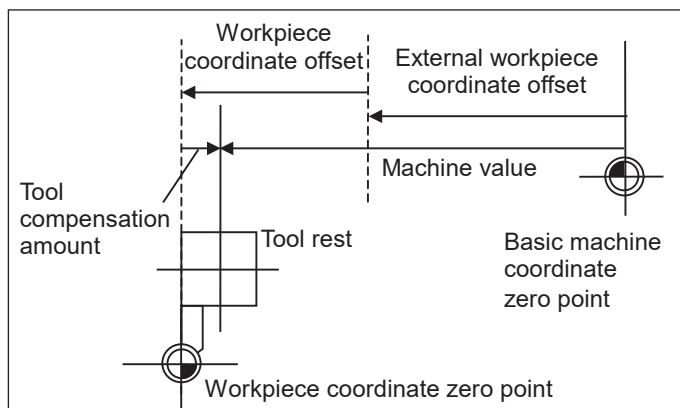 Workpiece
coordinate offset
External workpiece
coordinate offset
Machine value
Tool
compensation
amount
Tool rest
Basic machine
coordinate
zero point
Workpiece coordinate zero point